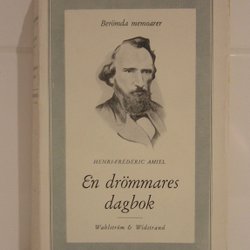 Berömda memoarer
HENRI-FRÉDÉRIC AMIEL
En drömmares
dagbok
Wahlström & Widstrand